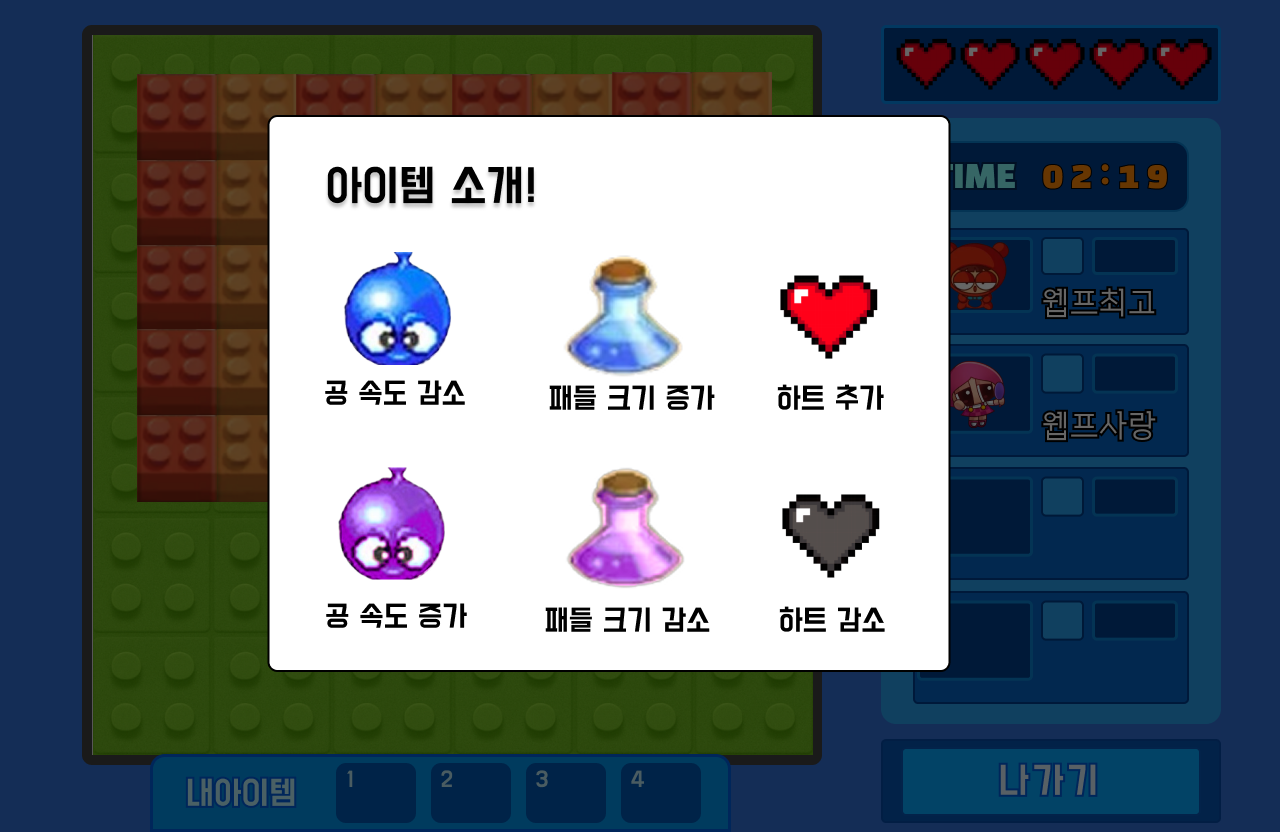 아이템 소개!
공 속도 감소
패들 크기 증가
하트 추가
공 속도 증가
패들 크기 감소
하트 감소
TIME 02:19
웹프최고
웹프사랑
내아이템
1
2
3
4
나가기